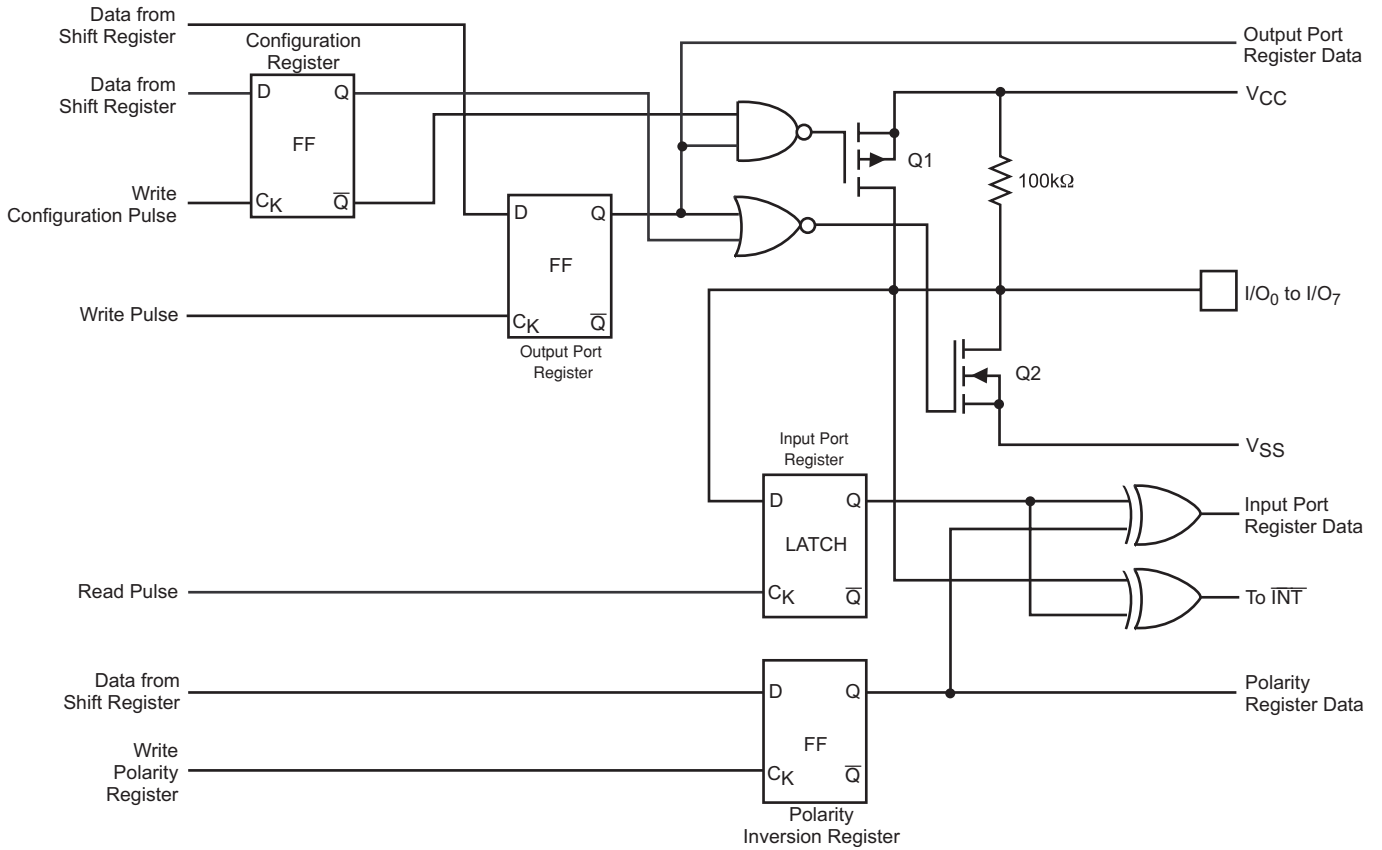 Data from
Shift Register
Configuration
Register
Data from
Shift Register
D
Q
FF
Write
Configuration Pulse
CK
Q̅
D
Q
FF
Write Pulse
CK
Q̅
Output Port
Register
Output Port
Register Data
VCC
Q1
100kΩ
I/O0 to I/O7
Q2
VSS
Input Port
Register
D
Q
LATCH
Read Pulse
CK
Q̅
Input Port
Register Data
To I̅N̅T̅
Data from
Shift Register
D
Q
FF
Write
Polarity
Register
CK
Q̅
Polarity
Inversion Register
Polarity
Register Data